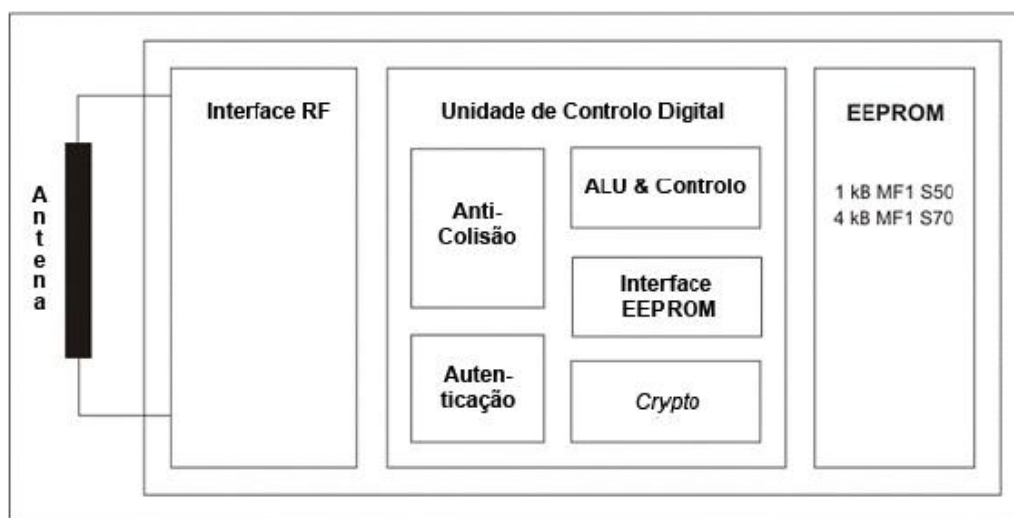 Antena
Interface RF
Unidade de Controlo Digital
Anti-
Colisão
Auten-
ticação
ALU & Controlo
Interface
EEPROM
Crypto
EEPROM
1 kB MF1 S50
4 kB MF1 S70